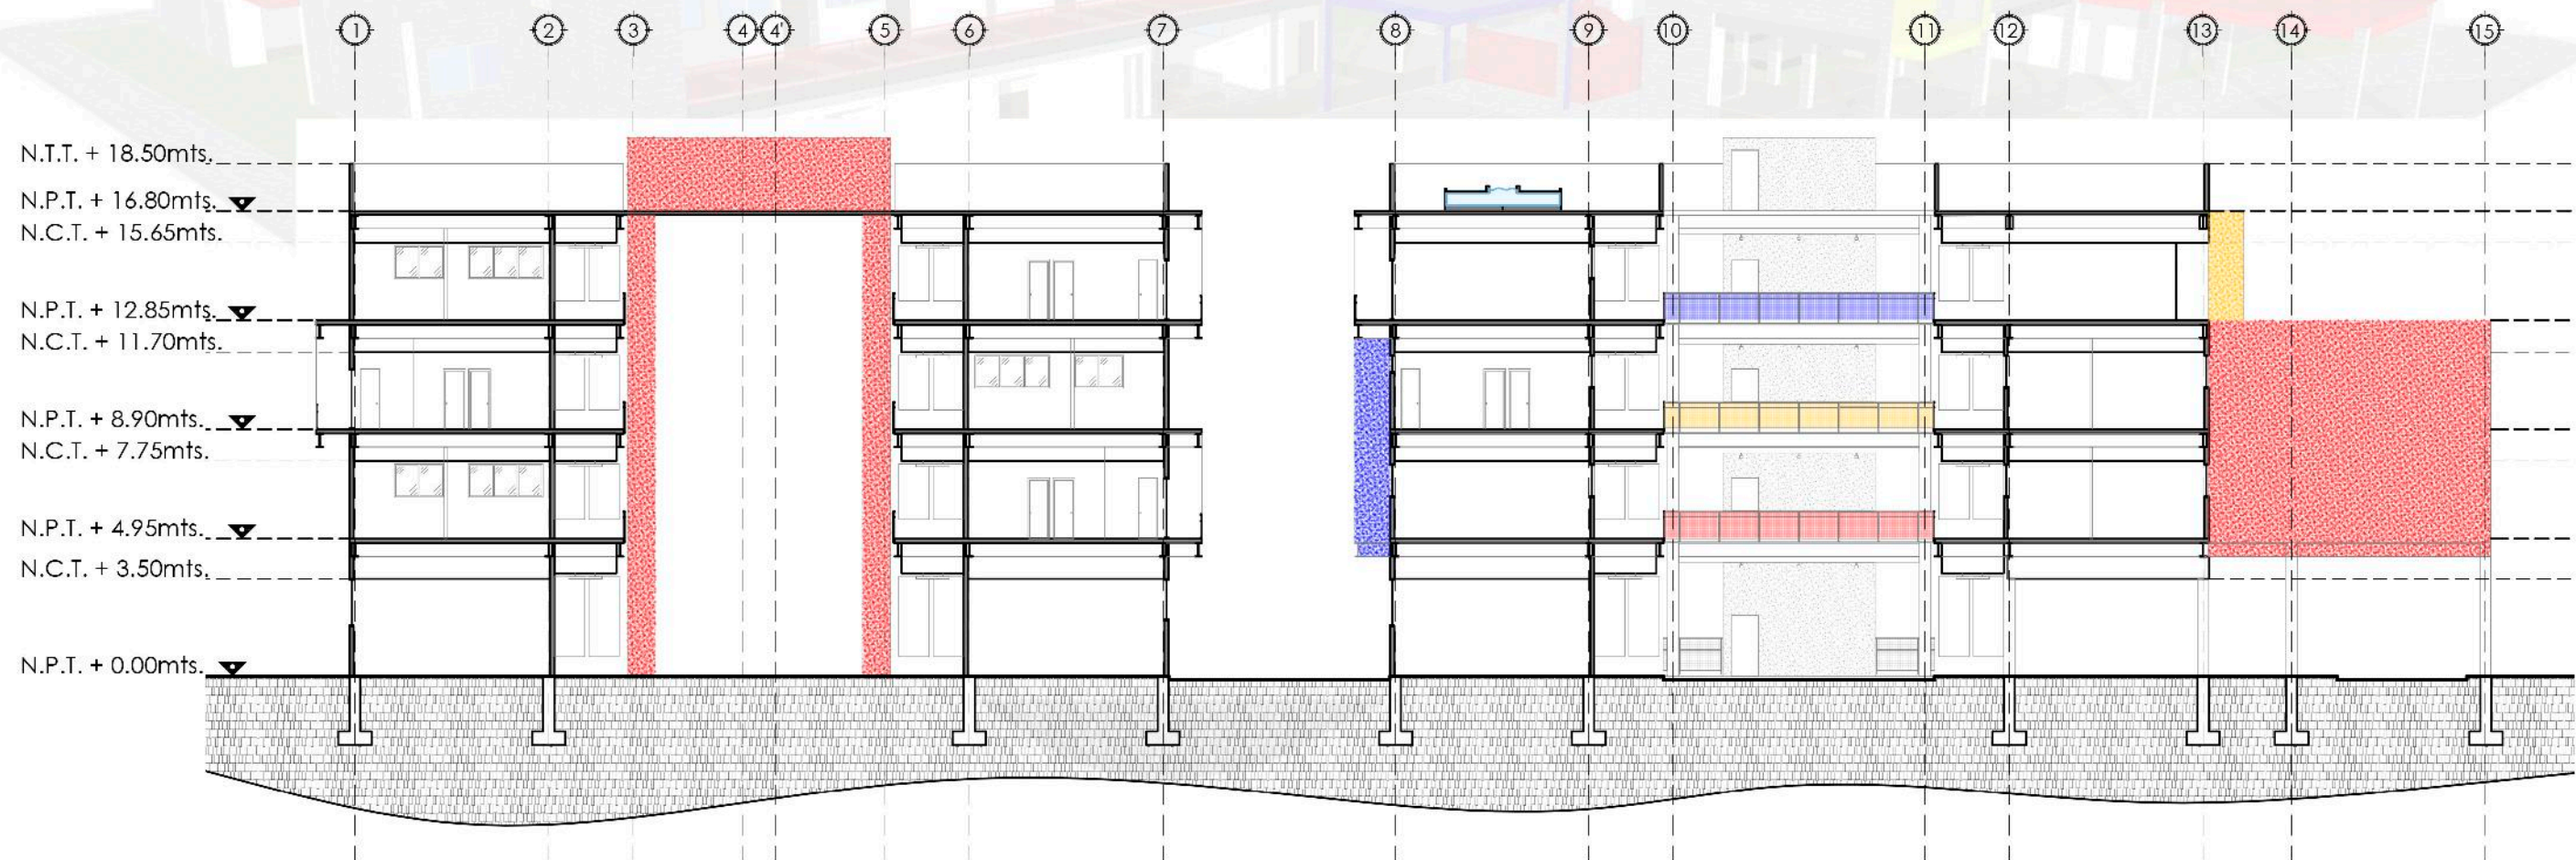 1 2 3 4 4' 5 6 7 8 9 10 11 12 13 14 15
N.T.T. + 18.50mts.
N.P.T. + 16.80mts.
N.C.T. + 15.65mts.
N.P.T. + 12.85mts.
N.C.T. + 11.70mts.
N.P.T. + 8.90mts.
N.C.T. + 7.75mts.
N.P.T. + 4.95mts.
N.C.T. + 3.50mts.
N.P.T. + 0.00mts.